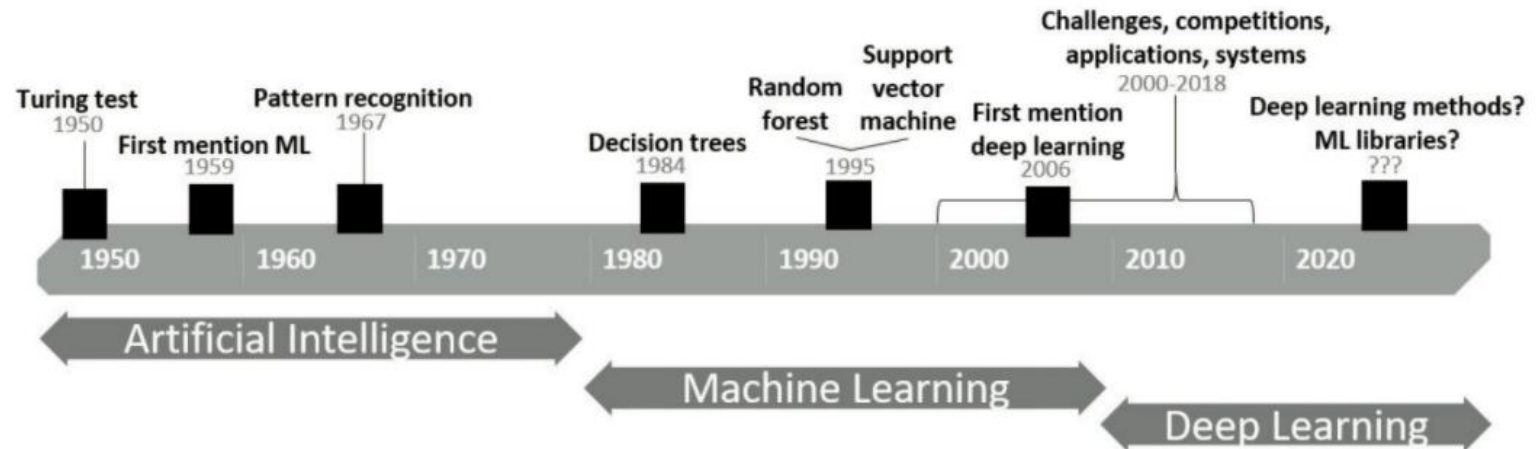 Turing test
1950
First mention ML
1959
Pattern recognition
1967
Decision trees
1984
Random
forest
Support
vector
machine
1995
First mention
deep learning
2006
Challenges, competitions,
applications, systems
2000-2018
Deep learning methods?
ML libraries?
???
1950 1960 1970 1980 1990 2000 2010 2020
Artificial Intelligence
Machine Learning
Deep Learning